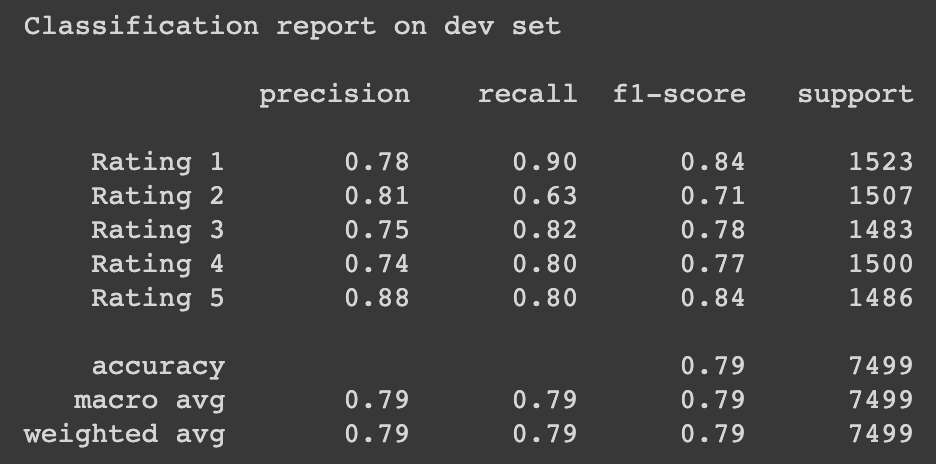 Classification report on dev set
precision recall f1-score support
Rating 1 0.78 0.90 0.84 1523
Rating 2 0.81 0.63 0.71 1507
Rating 3 0.75 0.82 0.78 1483
Rating 4 0.74 0.80 0.77 1500
Rating 5 0.88 0.80 0.84 1486
accuracy 0.79 7499
macro avg 0.79 0.79 0.79 7499
weighted avg 0.79 0.79 0.79 7499